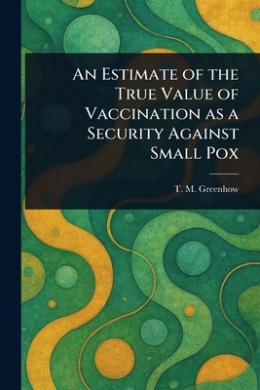 An Estimate of the
True Value of
Vaccination as a
Security Against
Small Pox
T. M. Greenhow